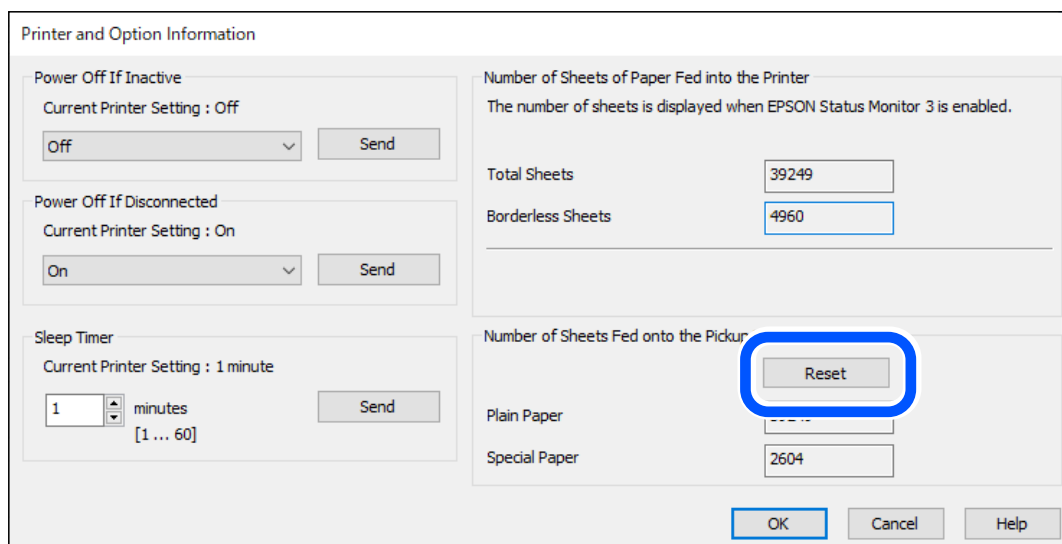 Printer and Option Information
Power Off If Inactive
Current Printer Setting : Off
Off
Send
Power Off If Disconnected
Current Printer Setting : On
On
Send
Sleep Timer
Current Printer Setting : 1 minute
1
minutes
[1 ... 60]
Send
Number of Sheets of Paper Fed into the Printer
The number of sheets is displayed when EPSON Status Monitor 3 is enabled.
Total Sheets
39249
Borderless Sheets
4960
Number of Sheets Fed onto the Pickup
Reset
Plain Paper
Special Paper
2604
OK
Cancel
Help